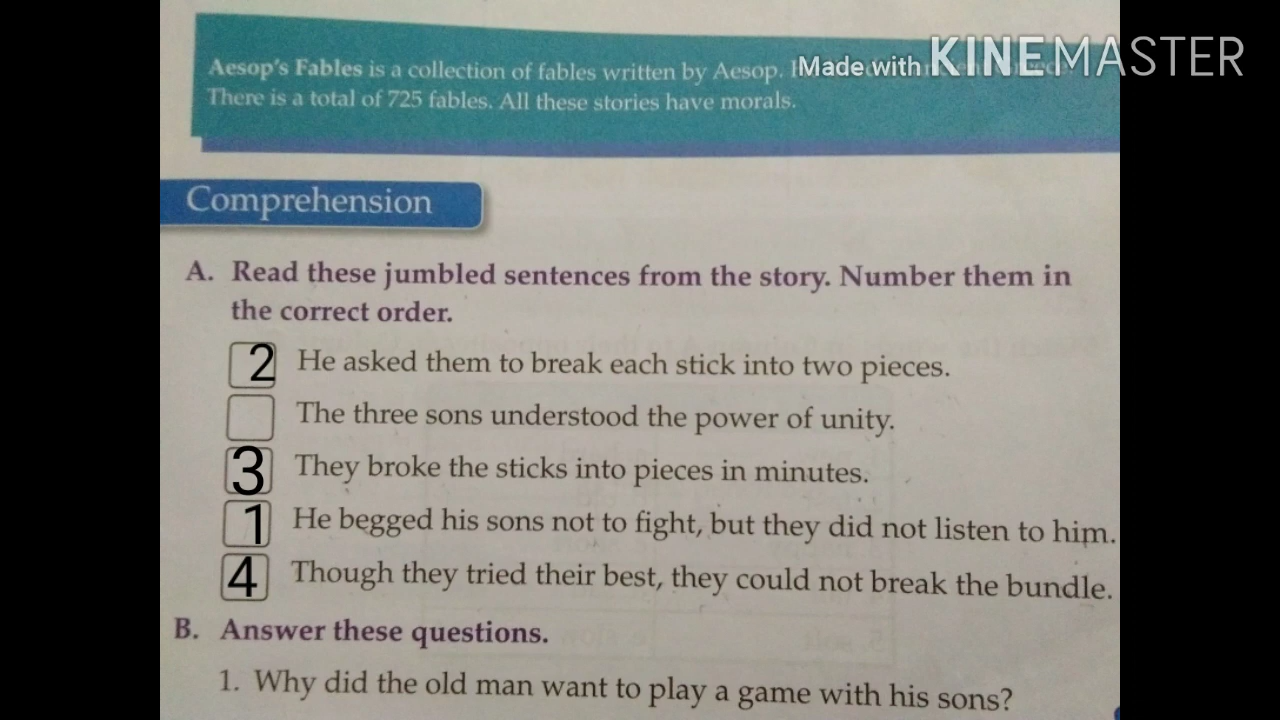 Aesop's Fables is a collection of fables written by Aesop.
Made with KINEMASTER
There is a total of 725 fables. All these stories have morals.
Comprehension
A. Read these jumbled sentences from the story. Number them in
the correct order.
2 He asked them to break each stick into two pieces.
The three sons understood the power of unity.
3 They broke the sticks into pieces in minutes.
1 He begged his sons not to fight, but they did not listen to him.
4 Though they tried their best, they could not break the bundle.
B. Answer these questions.
1. Why did the old man want to play a game with his sons?